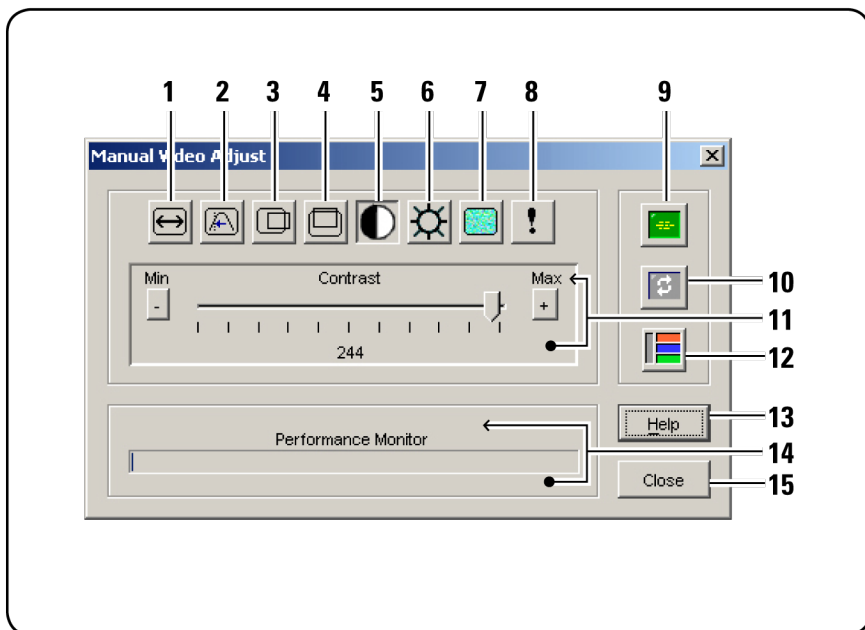 1 2 3 4 5 6 7 8 9
Manual Video Adjust
Min Contrast Max
- +
244
10
11
12
Performance Monitor
Help
13
14
Close
15